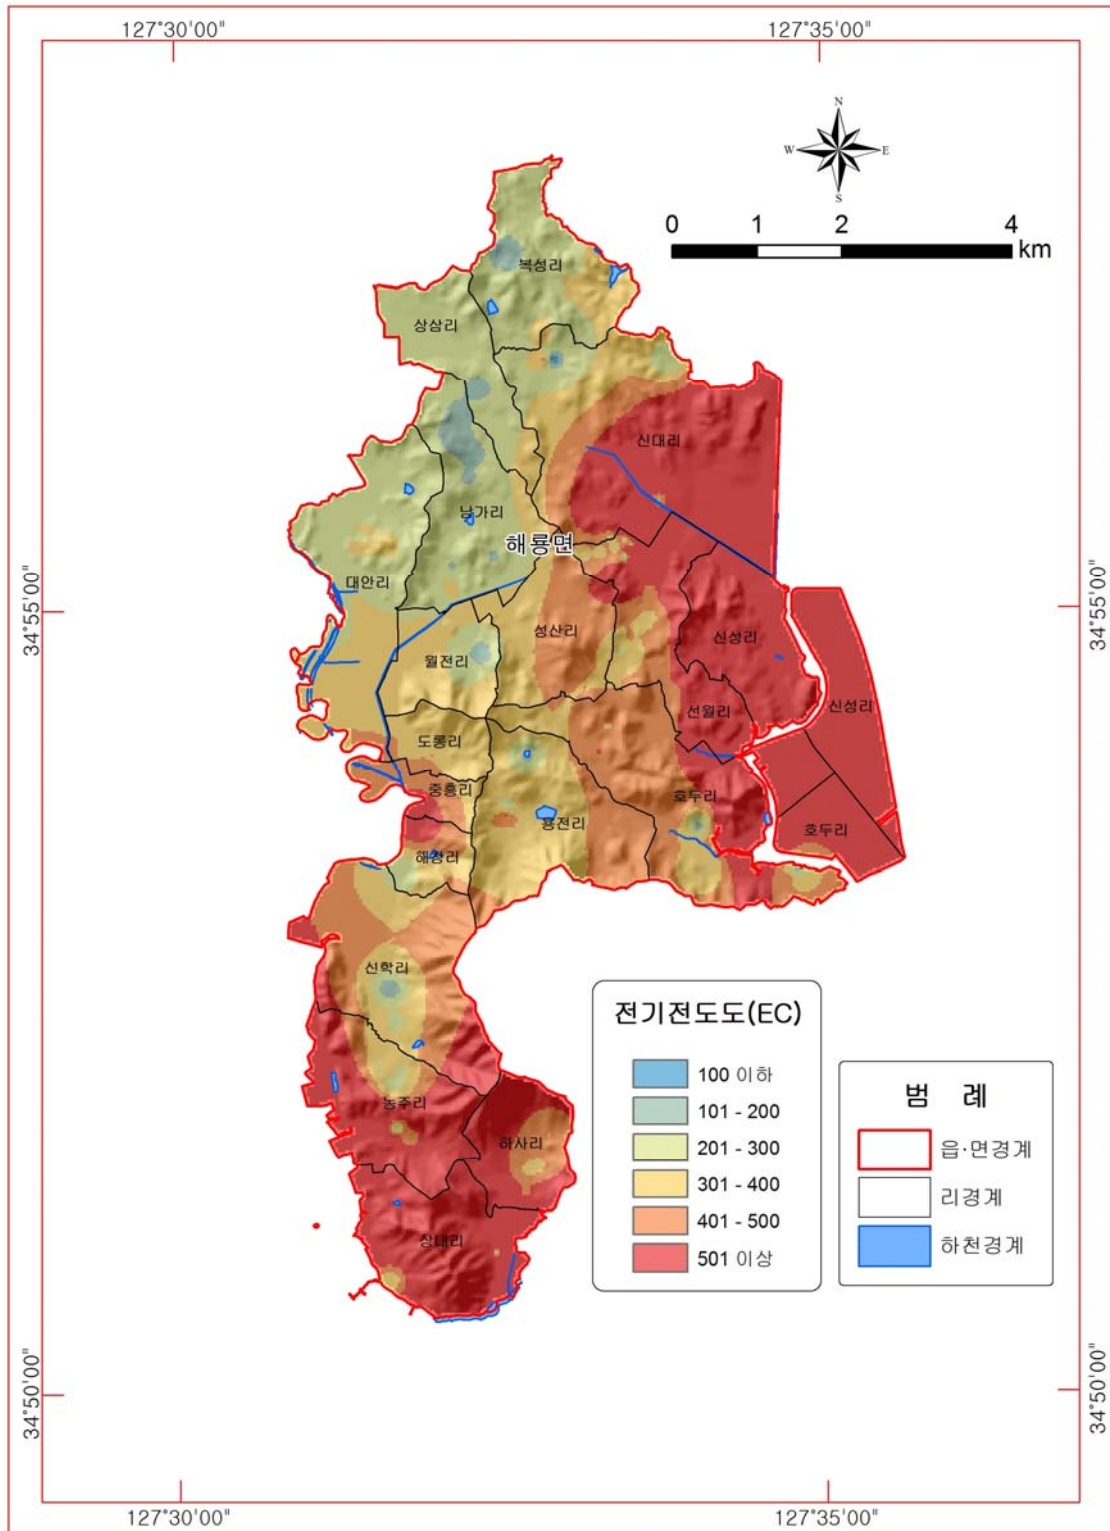 127°30'00"
127°35'00"
N
W
E
S
0
1
2
4
km
복성리
상삼리
신대리
남가리
해룡면
대안리
34°55'00"
34°55'00"
성산리
신성리
월전리
선월리
신성리
도롱리
중흥리
호두리
용전리
호두리
해창리
선학리
농주리
하사리
상내리
전기전도도(EC)
100 이하
101 - 200
201 - 300
301 - 400
401 - 500
501 이상
범 례
읍·면경계
리경계
하천경계
34°50'00"
34°50'00"
127°30'00"
127°35'00"